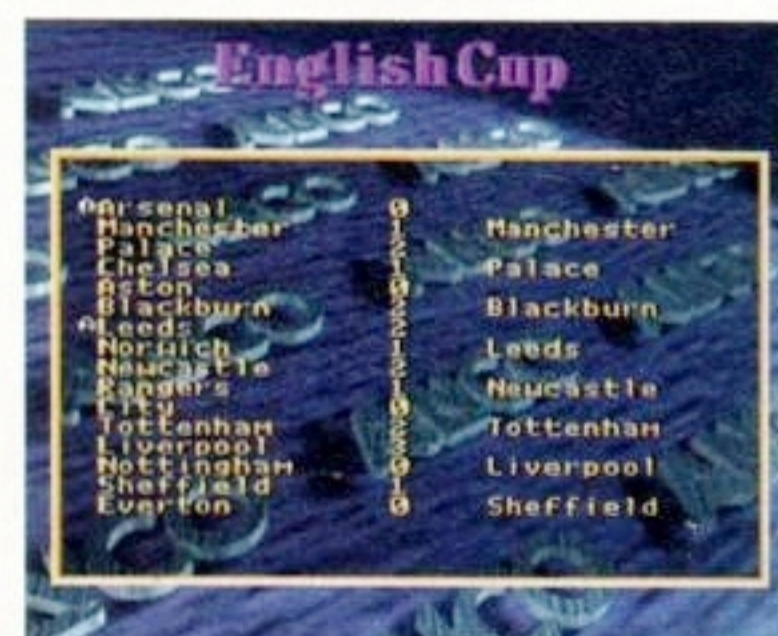 English Cup
Arsenal 0
Manchester 1 Manchester
Palace 2
Chelsea 1 Palace
Aston 0
Blackburn 2 Blackburn
Leeds 2
Norwich 1 Leeds
Newcastle 2
Rangers 1 Newcastle
City 0
Tottenham 2 Tottenham
Liverpool 3
Nottingham 0 Liverpool
Sheffield 1
Everton 0 Sheffield